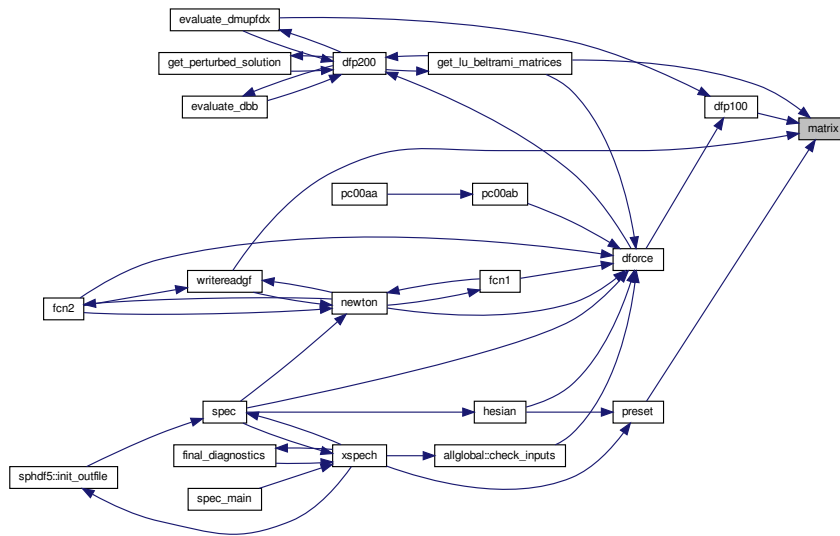 evaluate_dmupfdx
get_perturbed_solution
dfp200
get_lu_beltrami_matrices
evaluate_dbb
dfp100
matrix
pc00aa
pc00ab
dforce
writereadgf
fcn1
fcn2
newton
spec
hesian
preset
final_diagnostics
xspech
allglobal::check_inputs
sphdf5::init_outfile
spec_main